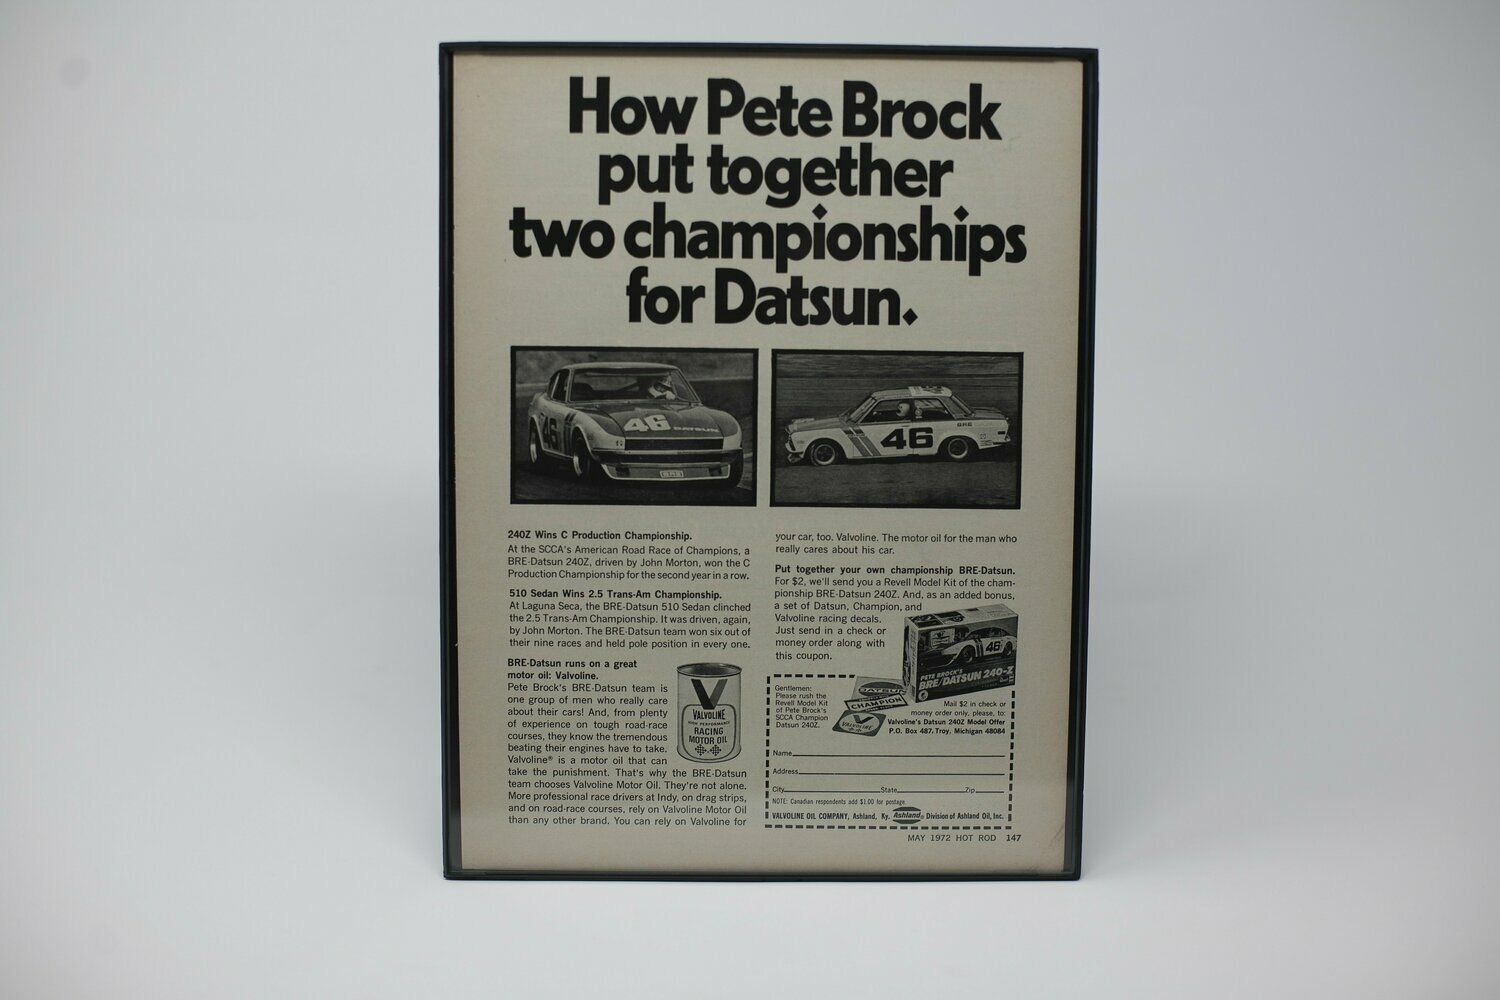 How Pete Brock
put together
two championships
for Datsun.
46
46
DATSUN
BRE
46
BRE
240Z Wins C Production Championship.
At the SCCA's American Road Race of Champions, a
BRE-Datsun 240Z, driven by John Morton, won the C
Production Championship for the second year in a row.
510 Sedan Wins 2.5 Trans-Am Championship.
At Laguna Seca, the BRE-Datsun 510 Sedan clinched
the 2.5 Trans-Am Championship. It was driven, again,
by John Morton. The BRE-Datsun team won six out of
their nine races and held pole position in every one.
BRE-Datsun runs on a great
motor oil: Valvoline.
Pete Brock's BRE-Datsun team is
one group of men who really care
about their cars! And, from plenty
of experience on tough road-race
courses, they know the tremendous
beating their engines have to take.
Valvoline® is a motor oil that can
take the punishment. That's why the BRE-Datsun
team chooses Valvoline Motor Oil. They're not alone.
More professional race drivers at Indy, on drag strips,
and on road-race courses, rely on Valvoline Motor Oil
than any other brand. You can rely on Valvoline for
V
VALVOLINE
HIGH PERFORMANCE
RACING
MOTOR OIL
your car, too. Valvoline. The motor oil for the man who
really cares about his car.
Put together your own championship BRE-Datsun.
For $2, we'll send you a Revell Model Kit of the cham-
pionship BRE-Datsun 240Z. And, as an added bonus,
a set of Datsun, Champion, and
Valvoline racing decals.
Just send in a check or
money order along with
this coupon.
46
PETE BROCK'S
BRE/DATSUN 240-Z
DATSUN
CHAMPION
V
VALVOLINE
Gentlemen:
Please rush the
Revell Model Kit
of Pete Brock's
SCCA Champion
Datsun 240Z.
Mail $2 in check or
money order only, please, to:
Valvoline's Datsun 240Z Model Offer
P.O. Box 487, Troy, Michigan 48084
Name
Address
City State Zip
NOTE: Canadian respondents add $1.00 for postage.
VALVOLINE OIL COMPANY, Ashland, Ky. Ashland® Division of Ashland Oil, Inc.
MAY 1972 HOT ROD 147